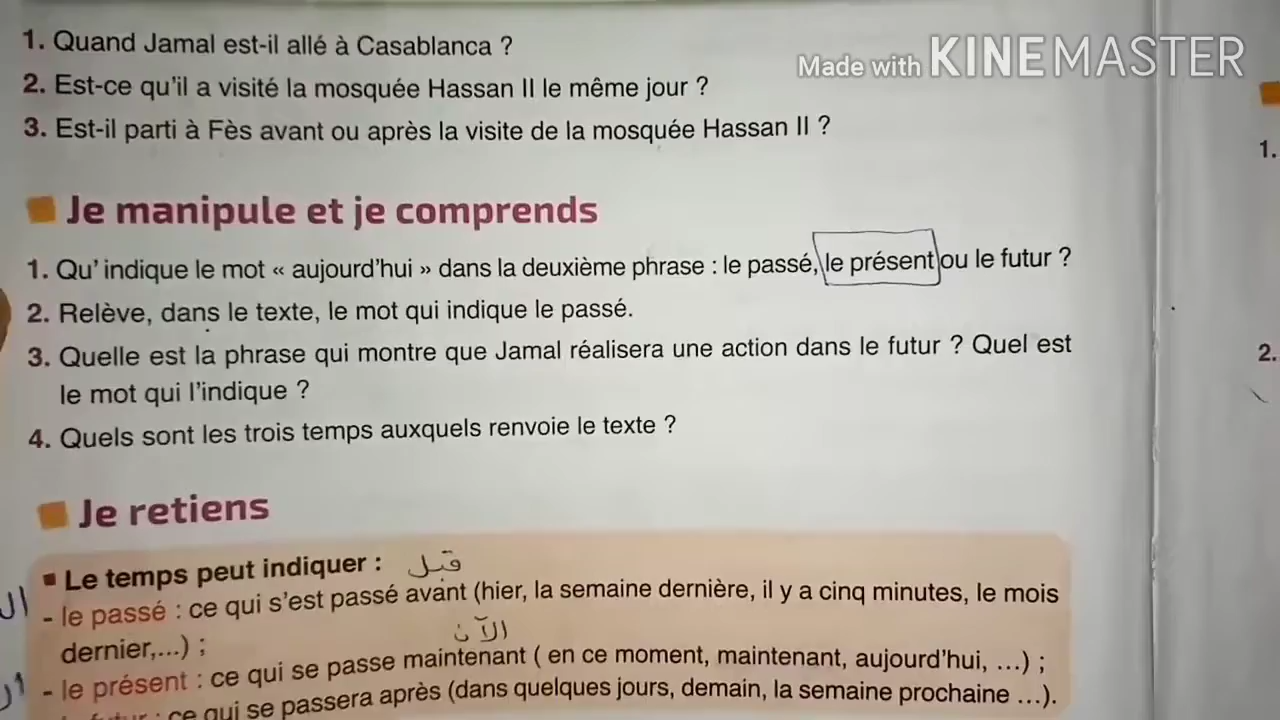 Made with KINEMASTER
1. Quand Jamal est-il allé à Casablanca ?
2. Est-ce qu'il a visité la mosquée Hassan II le même jour ?
3. Est-il parti à Fès avant ou après la visite de la mosquée Hassan II ?
1.
Je manipule et je comprends
1. Qu' indique le mot « aujourd'hui » dans la deuxième phrase : le passé, le présent ou le futur ?
2. Relève, dans le texte, le mot qui indique le passé.
3. Quelle est la phrase qui montre que Jamal réalisera une action dans le futur ? Quel est
le mot qui l'indique ?
2.
4. Quels sont les trois temps auxquels renvoie le texte ?
Je retiens
Le temps peut indiquer :
قبل
- le passé : ce qui s'est passé avant (hier, la semaine dernière, il y a cinq minutes, le mois
dernier,...) ;
الآن
- le présent : ce qui se passe maintenant ( en ce moment, maintenant, aujourd'hui, ...) ;
futur : ce qui se passera après (dans quelques jours, demain, la semaine prochaine ...).